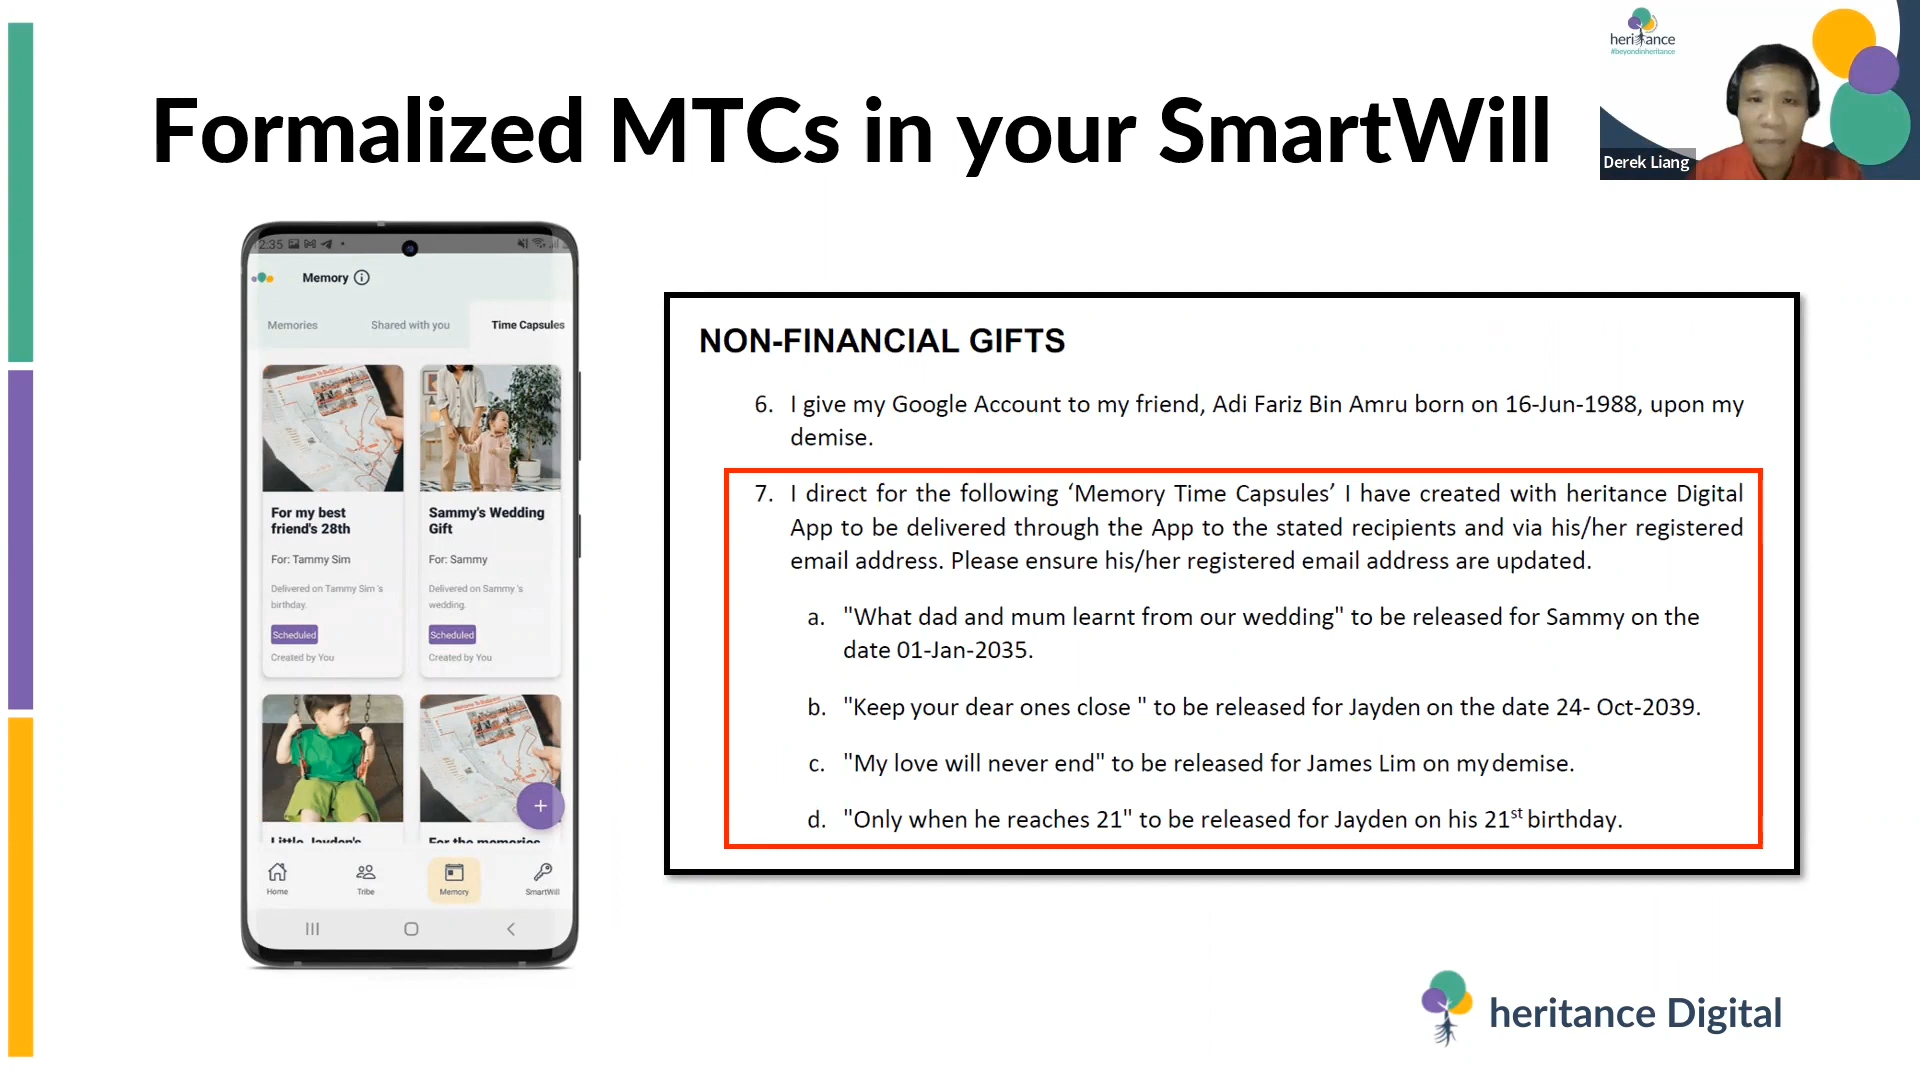 heritance
#beyondinheritance
Derek Liang
Formalized MTCs in your SmartWill
12:35
Memory
Memories
Shared with you
Time Capsules
For my best
friend's 28th
For: Tammy Sim
Delivered on Tammy Sim 's
birthday.
Scheduled
Created by You
Sammy's Wedding
Gift
For: Sammy
Delivered on Sammy 's
wedding.
Scheduled
Created by You
Little Jayden's
For the memories
Home
Tribe
Memory
SmartWill
NON-FINANCIAL GIFTS
6. I give my Google Account to my friend, Adi Fariz Bin Amru born on 16-Jun-1988, upon my
demise.
7. I direct for the following ‘Memory Time Capsules’ I have created with heritance Digital
App to be delivered through the App to the stated recipients and via his/her registered
email address. Please ensure his/her registered email address are updated.
a. "What dad and mum learnt from our wedding" to be released for Sammy on the
date 01-Jan-2035.
b. "Keep your dear ones close " to be released for Jayden on the date 24- Oct-2039.
c. "My love will never end" to be released for James Lim on my demise.
d. "Only when he reaches 21" to be released for Jayden on his 21st birthday.
heritance Digital